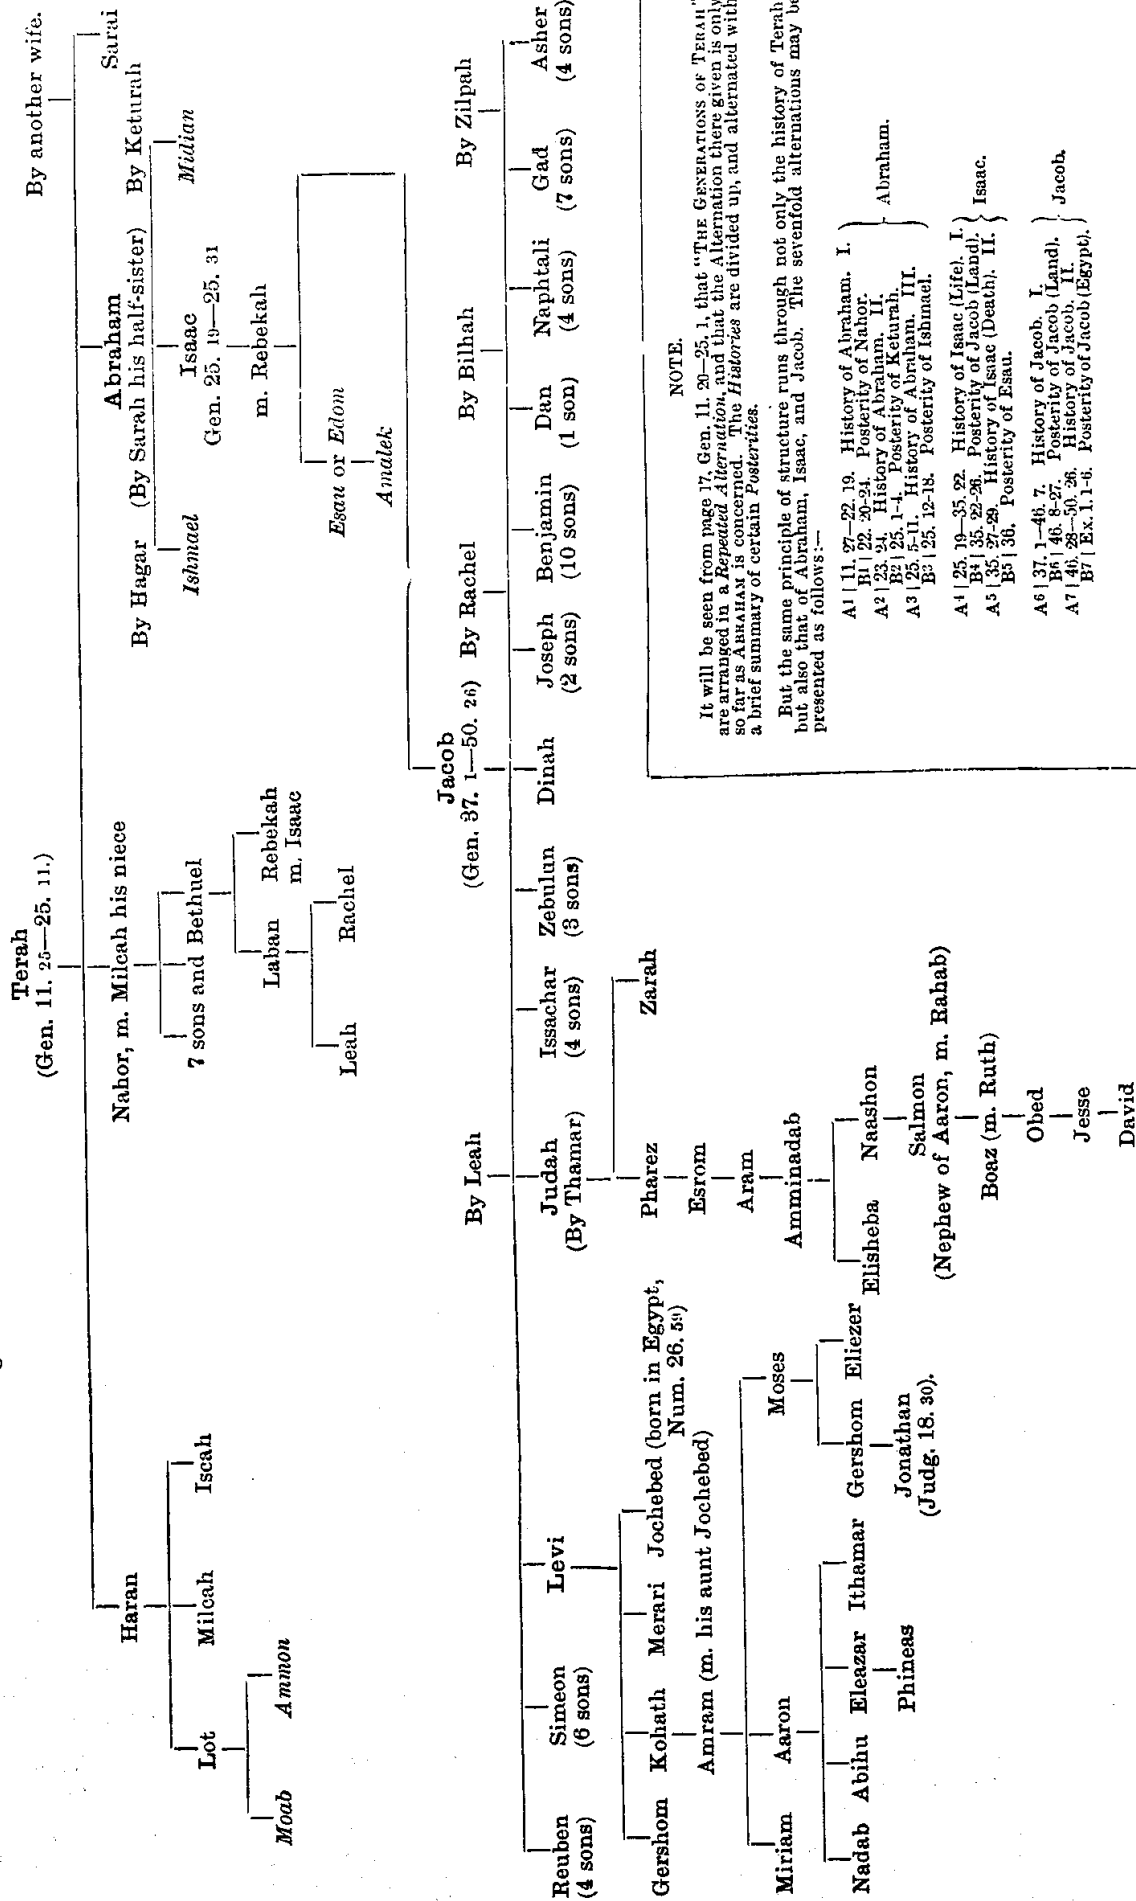 By another wife.
Terah
(Gen. 11. 25—25. 11.)
Haran
Nahor, m. Milcah his niece
Abraham
Sarai
By Hagar (By Sarah his half-sister) By Keturah
Lot
Milcah
Iscah
7 sons and Bethuel
Ishmael
Isaac
Gen. 25. 19—25. 31
Midian
Moab
Ammon
Laban
Rebekah
m. Isaac
m. Rebekah
Leah
Rachel
Esau or Edom
Amalek
Jacob
(Gen. 37. 1—50. 26)
By Leah
By Rachel
By Bilhah
By Zilpah
Reuben
(4 sons)
Simeon
(6 sons)
Levi
Judah
(By Thamar)
Issachar
(4 sons)
Zebulun
(3 sons)
Dinah
Joseph
(2 sons)
Benjamin
(10 sons)
Dan
(1 son)
Naphtali
(4 sons)
Gad
(7 sons)
Asher
(4 sons)
Gershom
Kohath
Merari
Jochebed (born in Egypt,
Num. 26. 59)
Pharez
Zarah
Amram (m. his aunt Jochebed)
Esrom
Aram
Miriam
Aaron
Moses
Amminadab
Nadab
Abihu
Eleazar
Ithamar
Gershom
Eliezer
Elisheba
Naashon
Phineas
Jonathan
(Judg. 18. 30).
Salmon
(Nephew of Aaron, m. Rahab)
Boaz (m. Ruth)
Obed
Jesse
David
NOTE.
It will be seen from page 17, Gen. 11. 20—25. 1, that "THE GENERATIONS OF TERAH"
are arranged in a Repeated Alternation, and that the Alternation there given is only
so far as ABRAHAM is concerned. The Histories are divided up, and alternated with
a brief summary of certain Posterities.
But the same principle of structure runs through not only the history of Terah
but also that of Abraham, Isaac, and Jacob. The sevenfold alternations may be
presented as follows:—
A1 | 11. 27—22. 19. History of Abraham. I.
B1 | 22. 20-24. Posterity of Nahor.
A2 | 23, 24. History of Abraham. II.
B2 | 25. 1-4. Posterity of Keturah.
A3 | 25. 5-11. History of Abraham. III.
B3 | 25. 12-18. Posterity of Ishmael.
Abraham.
A4 | 25. 19—35. 22. History of Isaac (Life). I.
B4 | 35. 22-26. Posterity of Jacob (Land).
A5 | 35. 27-29. History of Isaac (Death). II.
B5 | 36. Posterity of Esau.
Isaac.
A6 | 37. 1—46. 7. History of Jacob. I.
B6 | 46. 8-27. Posterity of Jacob (Land).
A7 | 46. 28—50. 26. History of Jacob. II.
B7 | Ex. 1. 1-6. Posterity of Jacob (Egypt).
Jacob.